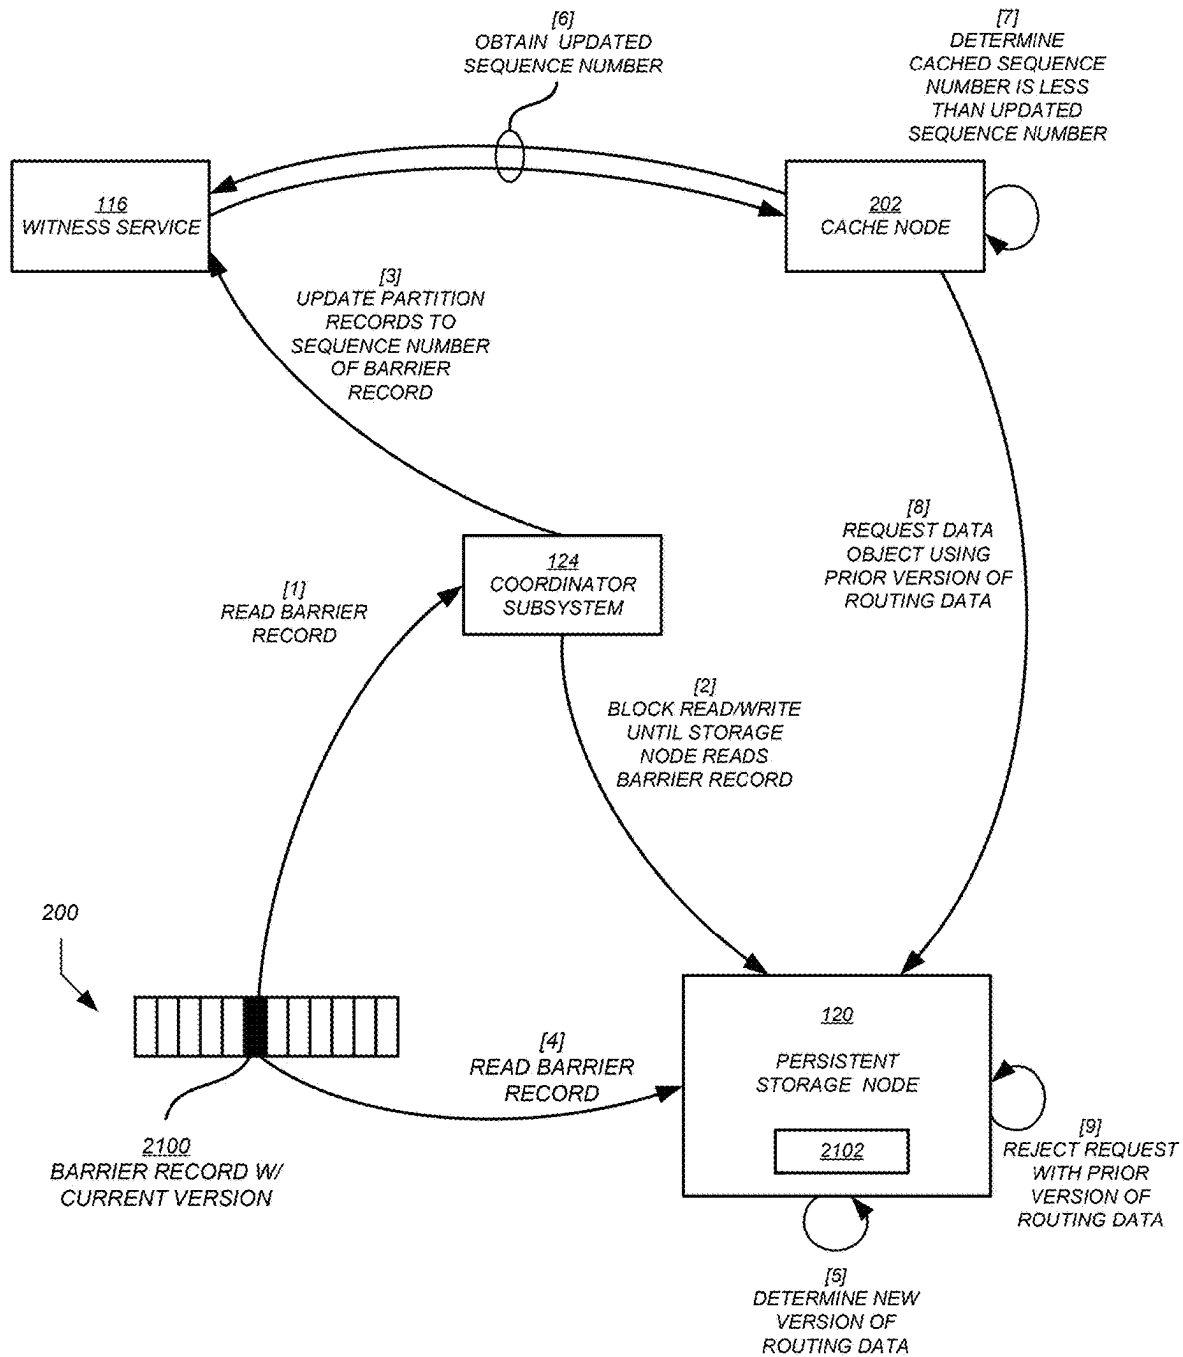 [6]
OBTAIN UPDATED
SEQUENCE NUMBER
[7]
DETERMINE
CACHED SEQUENCE
NUMBER IS LESS
THAN UPDATED
SEQUENCE NUMBER
116
WITNESS SERVICE
202
CACHE NODE
[3]
UPDATE PARTITION
RECORDS TO
SEQUENCE NUMBER
OF BARRIER
RECORD
[8]
REQUEST DATA
OBJECT USING
PRIOR VERSION OF
ROUTING DATA
124
COORDINATOR
SUBSYSTEM
[1]
READ BARRIER
RECORD
[2]
BLOCK READ/WRITE
UNTIL STORAGE
NODE READS
BARRIER RECORD
200
120
PERSISTENT
STORAGE NODE
2102
[4]
READ BARRIER
RECORD
2100
BARRIER RECORD W/
CURRENT VERSION
[9]
REJECT REQUEST
WITH PRIOR
VERSION OF
ROUTING DATA
[5]
DETERMINE NEW
VERSION OF
ROUTING DATA